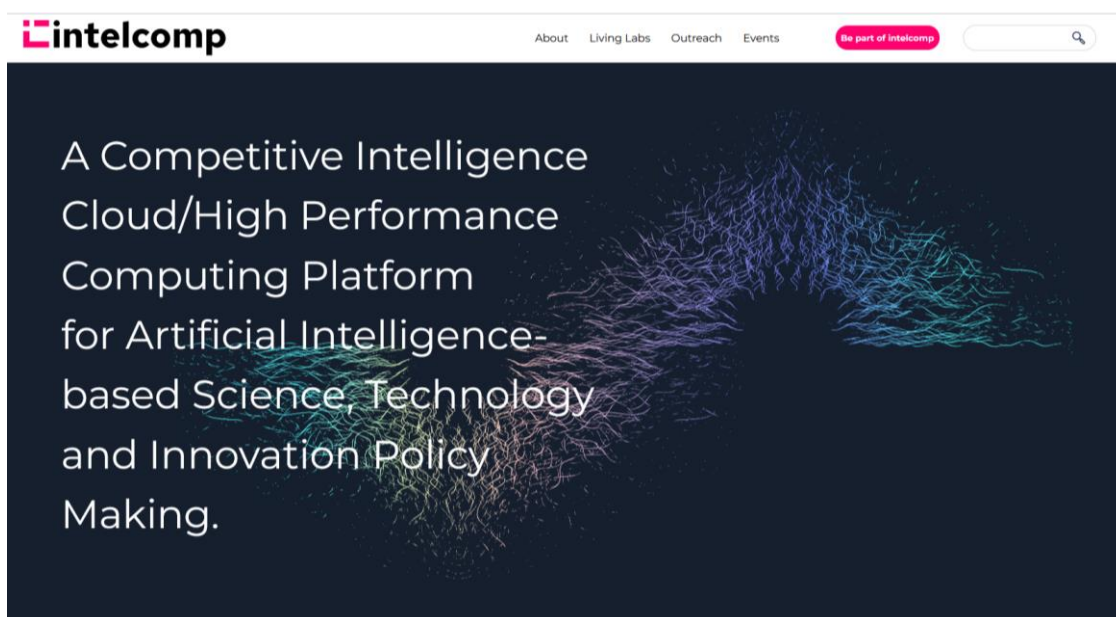 intelcomp
About Living Labs Outreach Events Be part of intelcomp
A Competitive Intelligence
Cloud/High Performance
Computing Platform
for Artificial Intelligence-
based Science, Technology
and Innovation Policy
Making.